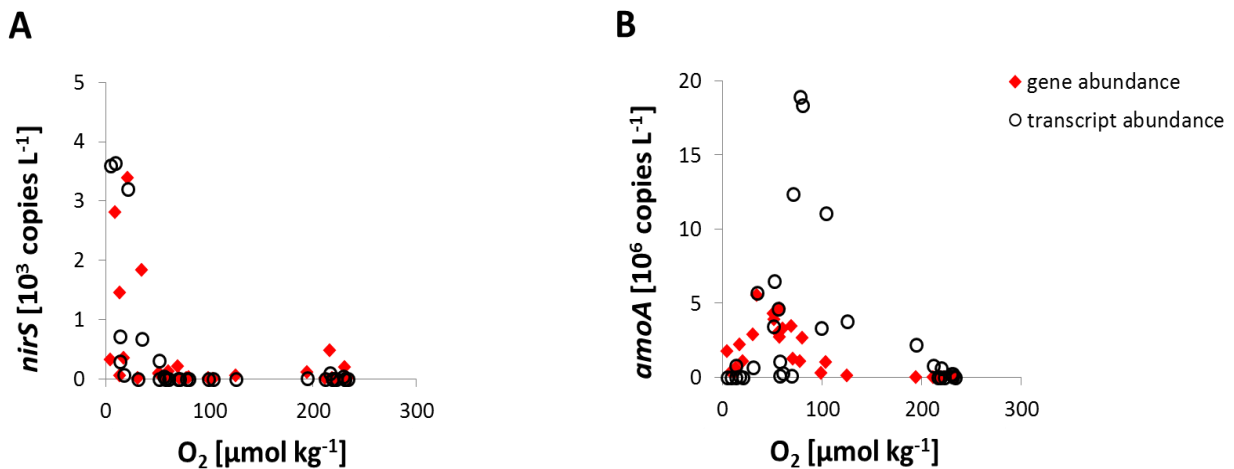 A
nirS [10³ copies L⁻¹]
5
4
3
2
1
0
0 100 200 300
O₂ [µmol kg⁻¹]
B
amoA [10⁶ copies L⁻¹]
20
15
10
5
0
0 100 200 300
O₂ [µmol kg⁻¹]
gene abundance
transcript abundance